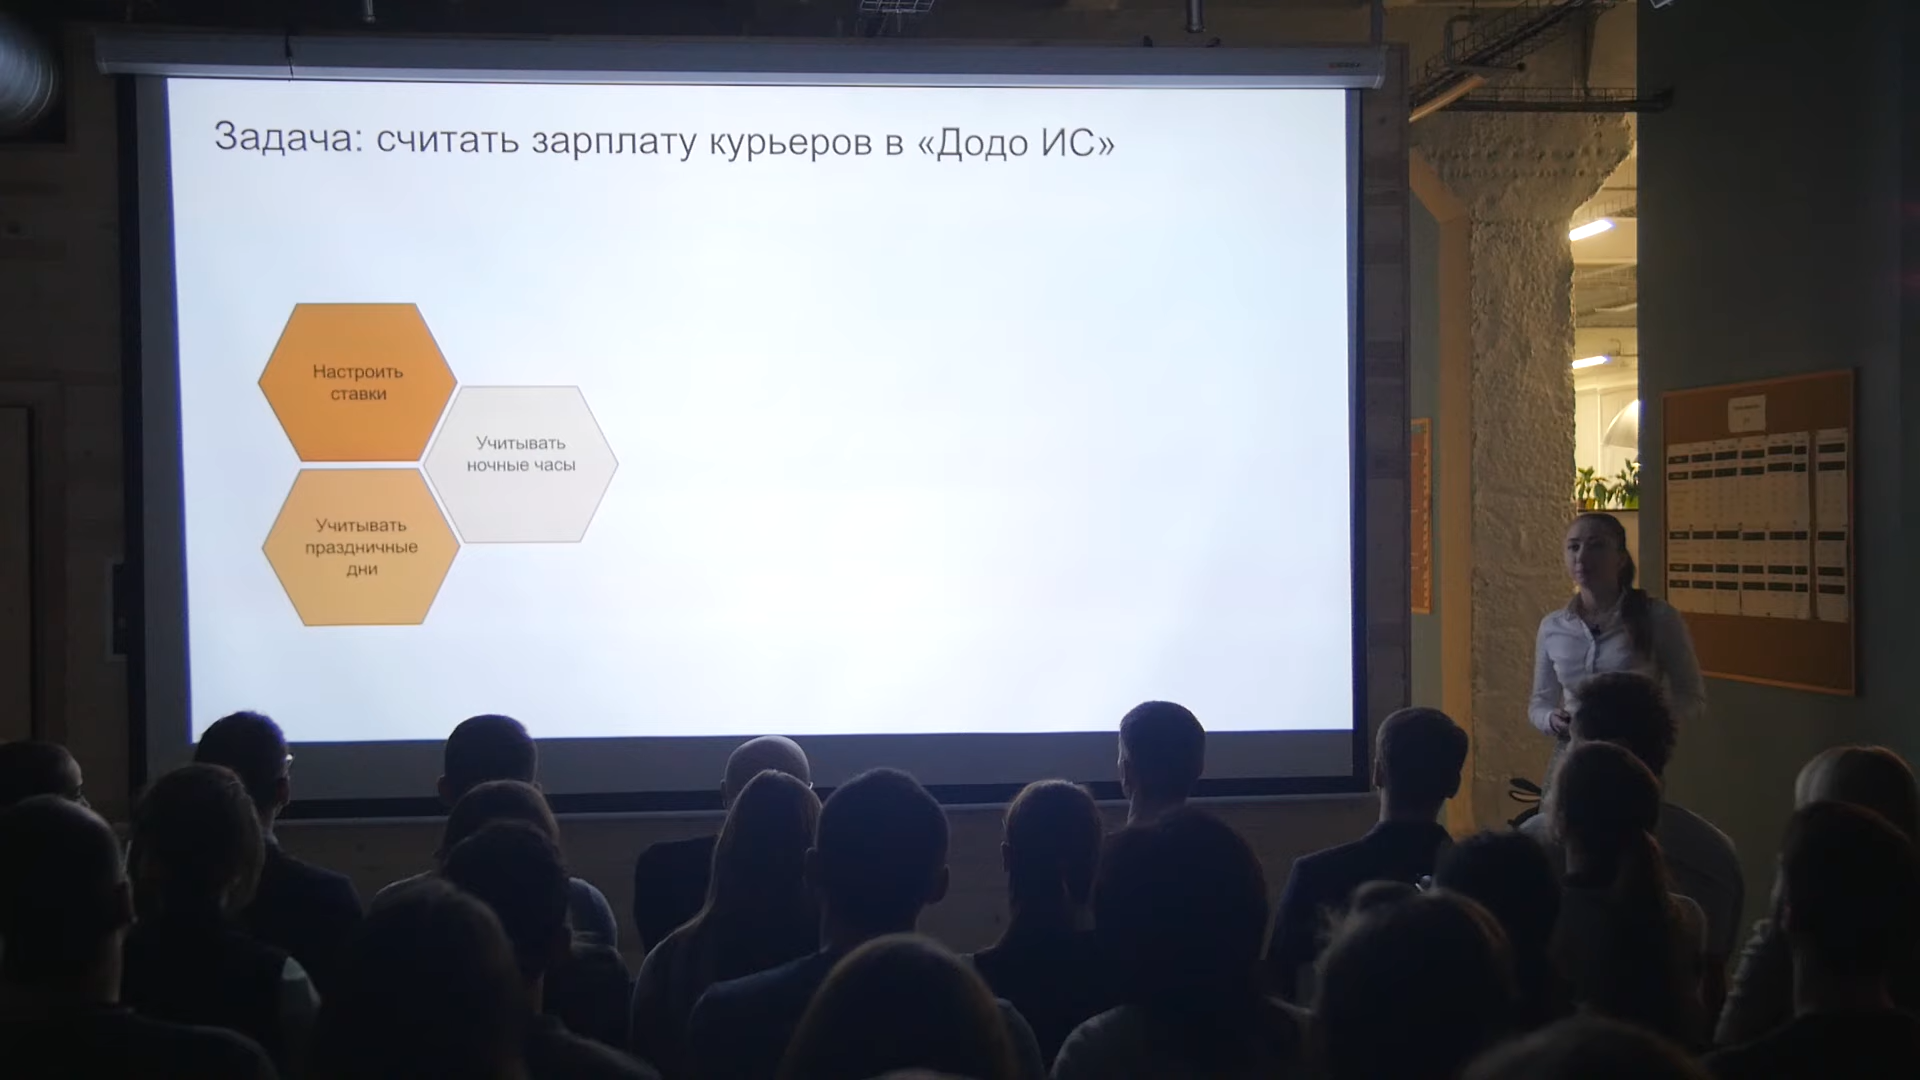 Задача: считать зарплату курьеров в «Додо ИС»
Настроить
ставки
Учитывать
ночные часы
Учитывать
праздничные
дни